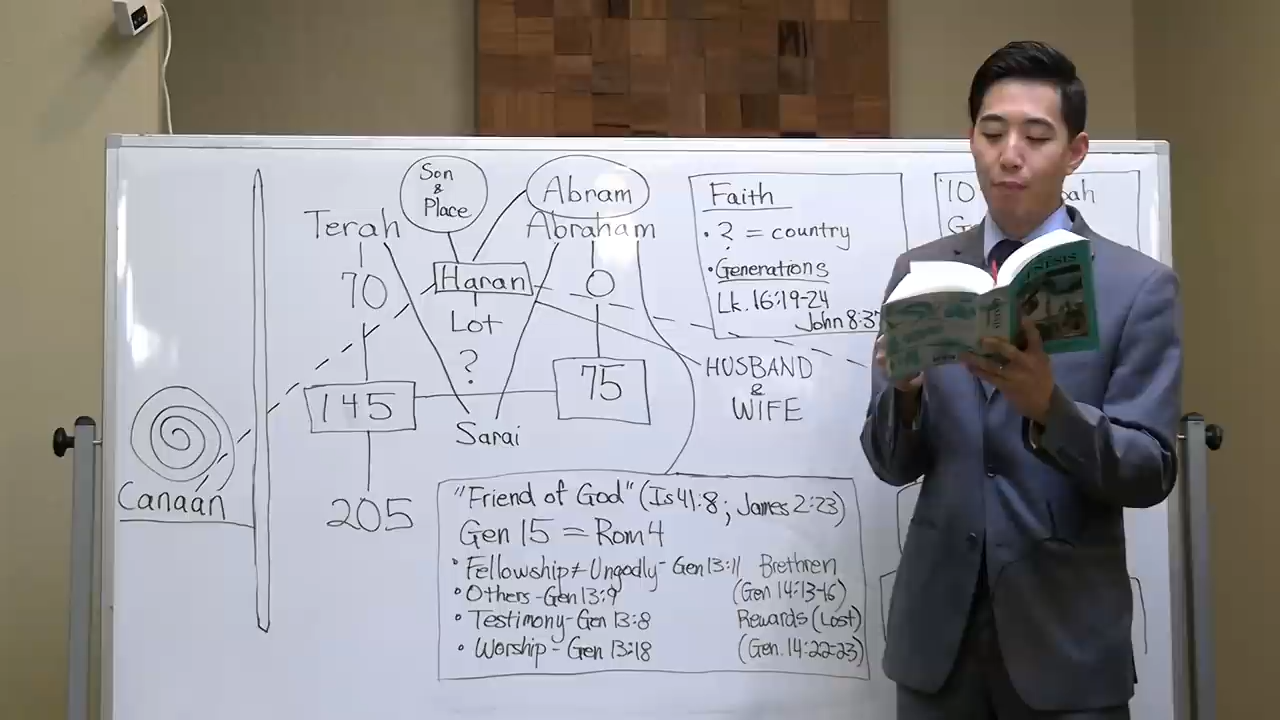 Son
&
Place
Abram
Terah
Abraham
70
Haran
0
Lot
?
145
75
Sarai
205
Canaan
HUSBAND
&
WIFE
Faith
• ? = country
• Generations
Lk. 16:19-24
John 8:37
'10
"Friend of God" (Is 41:8; James 2:23)
Gen 15 = Rom 4
• Fellowship ≠ Ungodly - Gen 13:11 Brethren
• Others - Gen 13:9 (Gen 14:13-16)
• Testimony - Gen 13:8 Rewards (Lost)
• Worship - Gen 13:18 (Gen. 14:22-23)